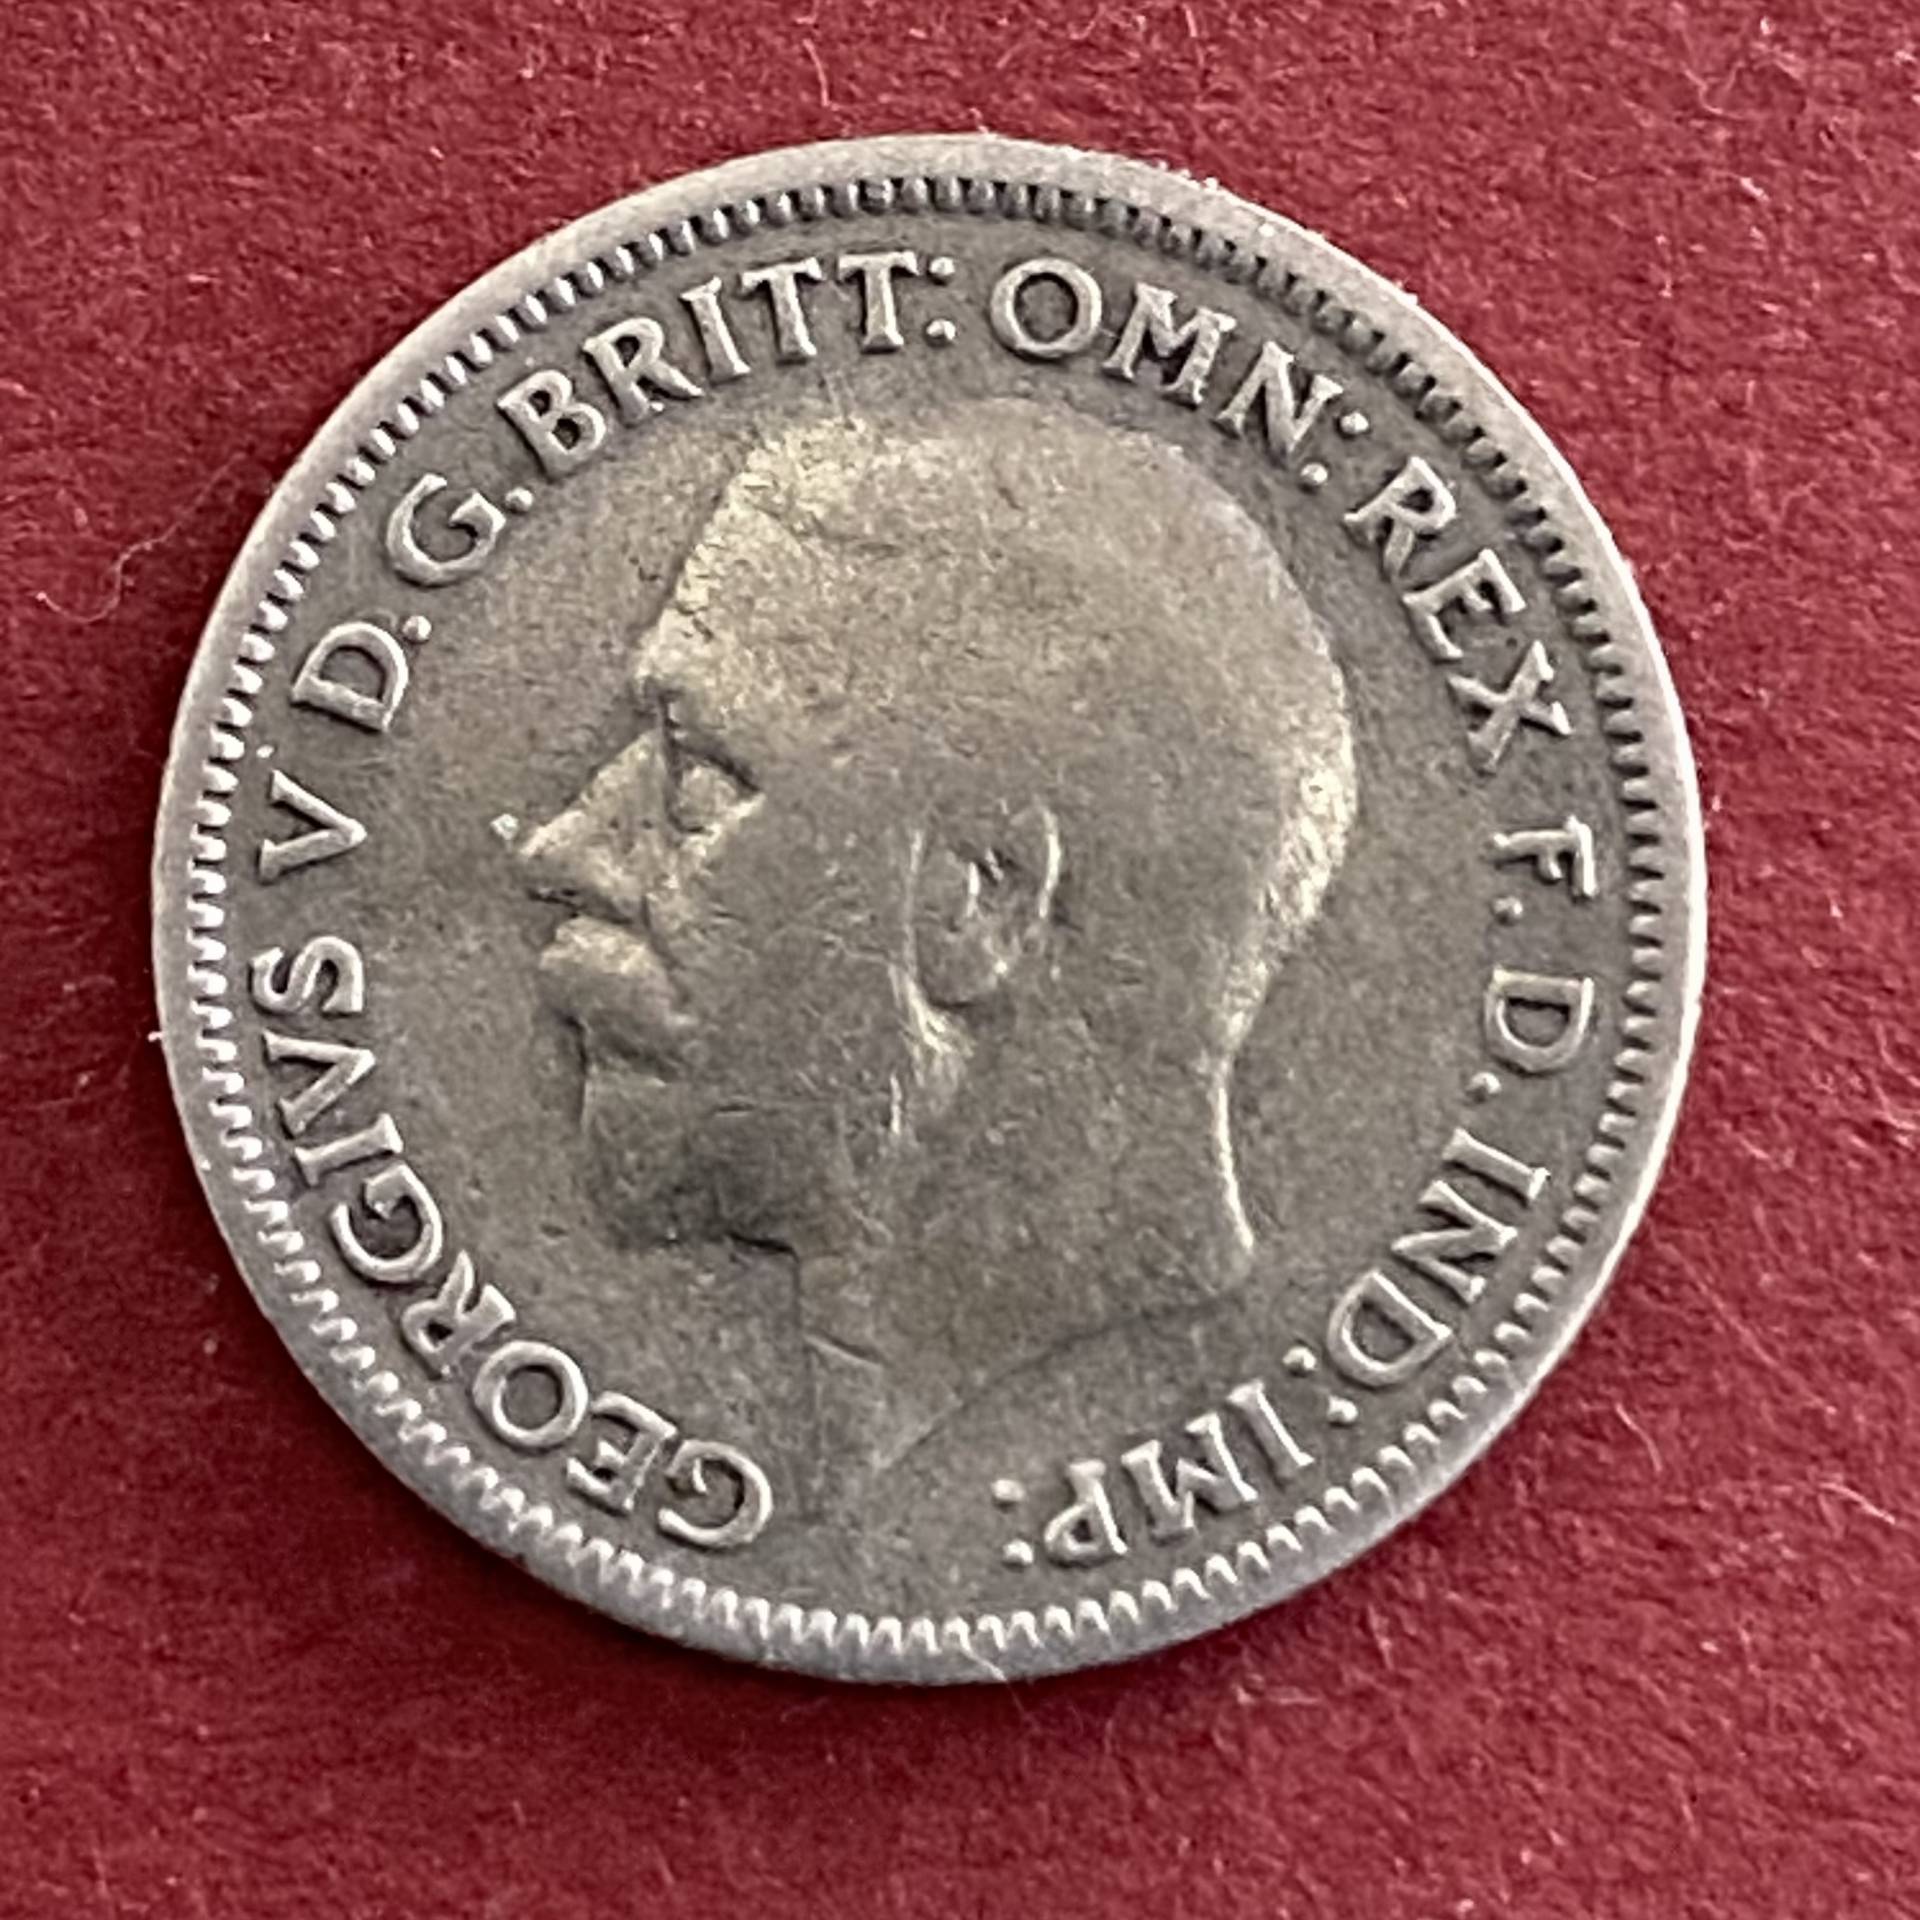 GEORGIVS V D.G.BRITT: OMN: REX F.D.IND:IMP: